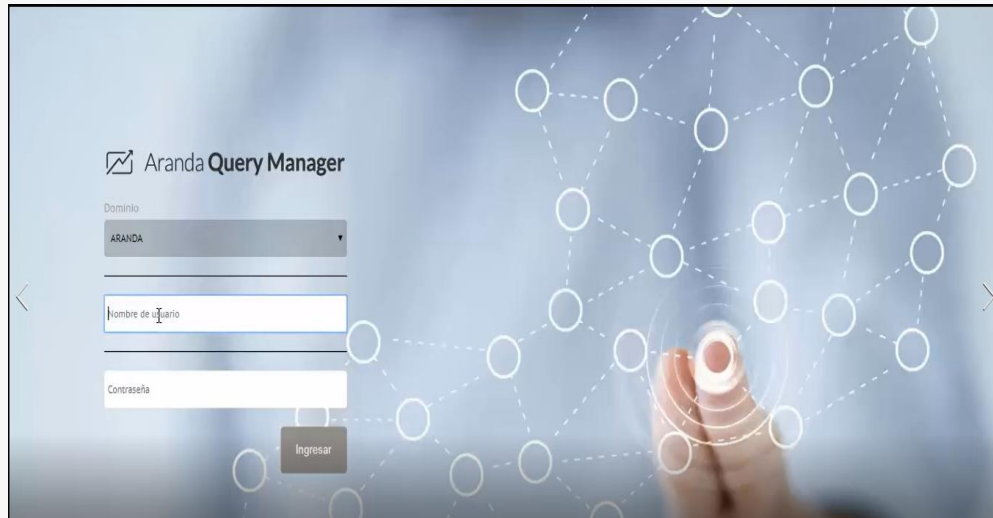 Aranda Query Manager
Dominio
ARANDA
Nombre de usuario
Contraseña
Ingresar